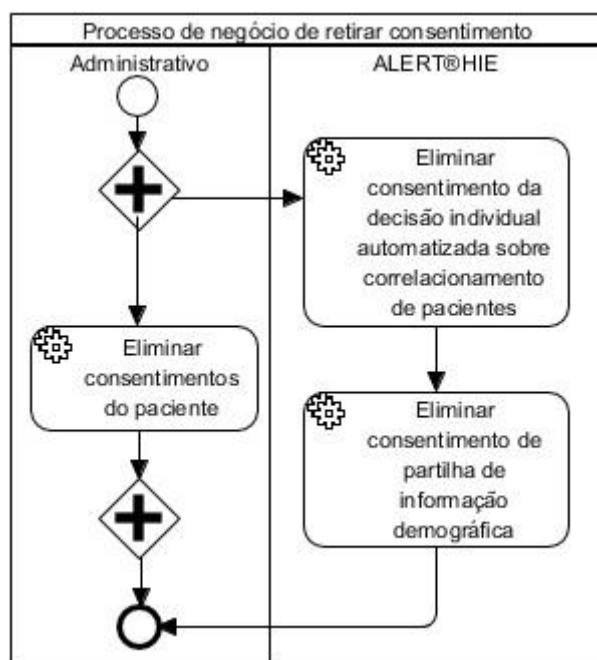 Processo de negócio de retirar consentimento
Administrativo
ALERT®HIE
Eliminar
consentimento da
decisão individual
automatizada sobre
correlacionamento
de pacientes
Eliminar
consentimentos
do paciente
Eliminar
consentimento de
partilha de
informação
demográfica